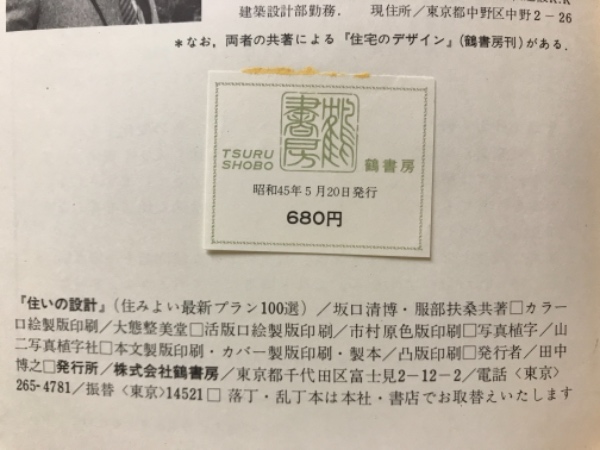 建築設計部勤務． 現住所／東京都中野区中野２－26
＊なお，両者の共著による『住宅のデザイン』（鶴書房刊）がある．
鶴書房
TSURU
SHOBO
鶴書房
昭和45年５月20日発行
680円
『住いの設計』（住みよい最新プラン100選）／坂口清博・服部扶桑共著□カラー
口絵製版印刷／大態整美堂□活版口絵製版印刷／市村原色版印刷□写真植字／山
二写真植字社□本文製版印刷・カバー製版印刷・製本／凸版印刷□発行者／田中
博之□発行所／株式会社鶴書房／東京都千代田区富士見2－12－2／電話〈東京〉
265-4781／振替〈東京〉14521□ 落丁・乱丁本は本社・書店でお取替えいたします